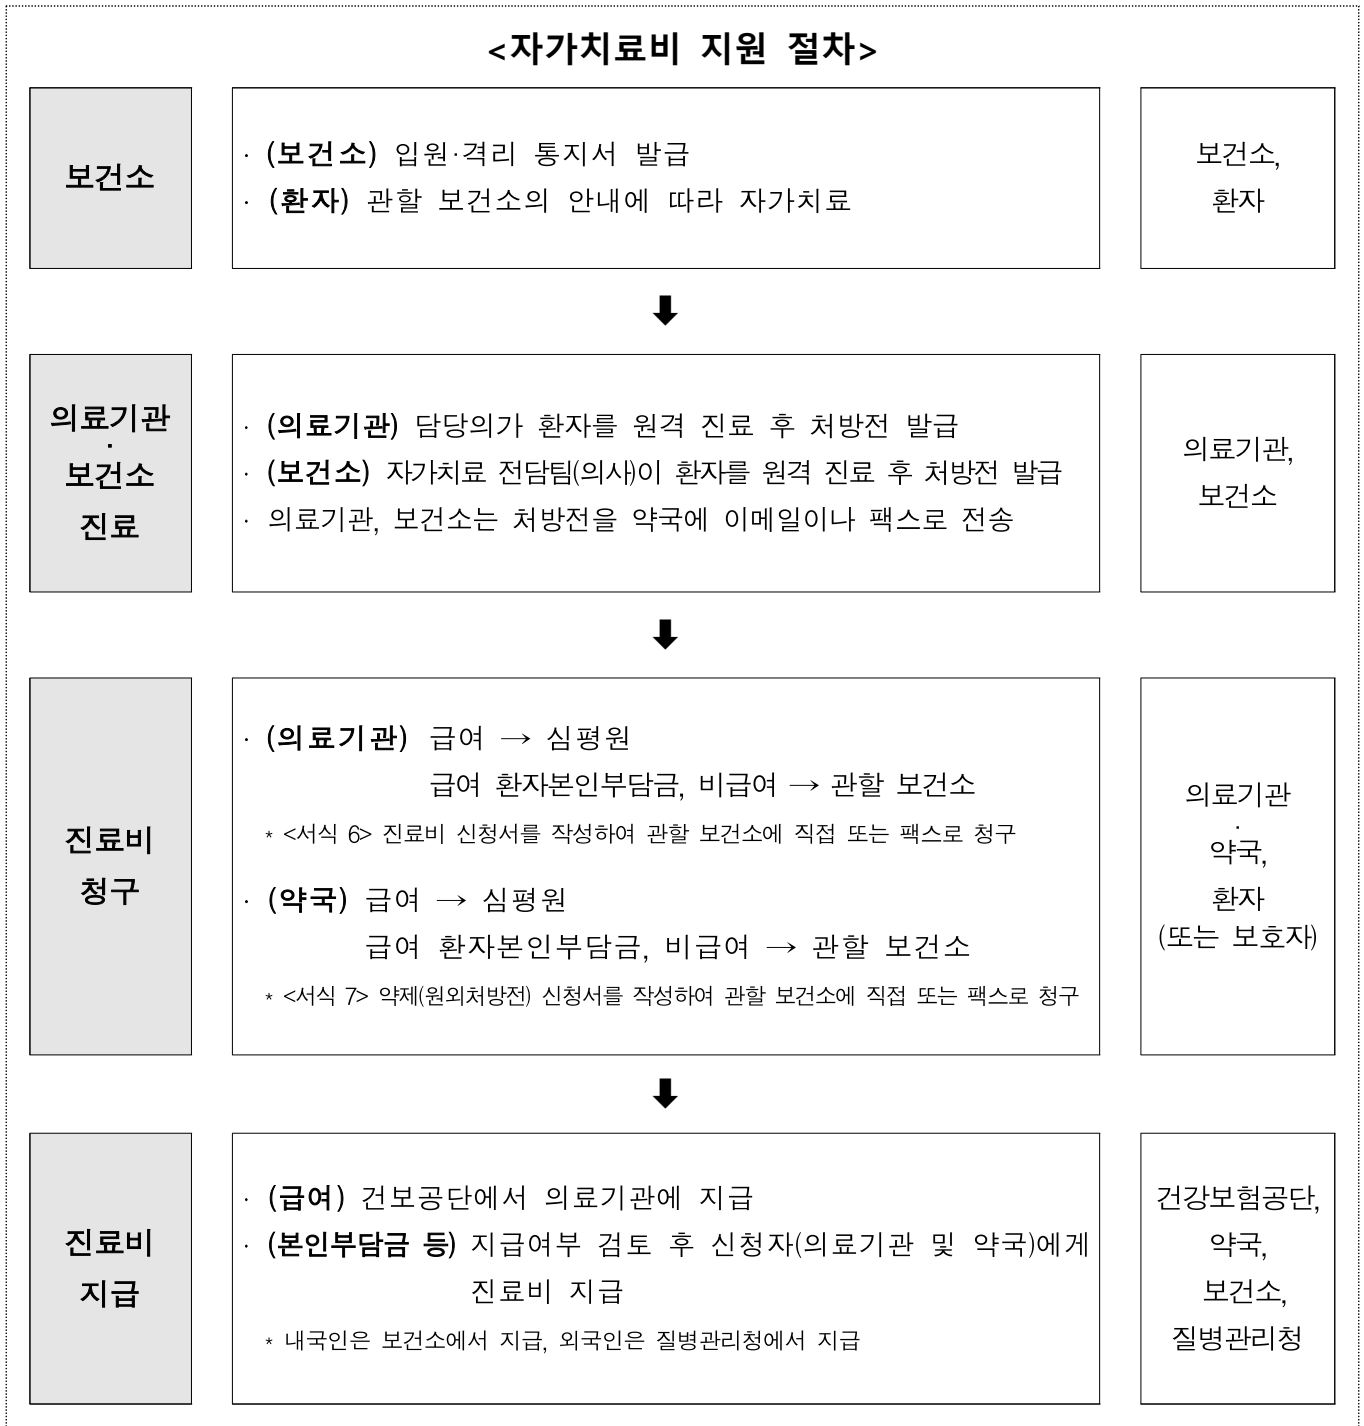 <자가치료비 지원 절차>
보건소
· (보건소) 입원·격리 통지서 발급
· (환자) 관할 보건소의 안내에 따라 자가치료
보건소,
환자
의료기관
·
보건소
진료
· (의료기관) 담당의가 환자를 원격 진료 후 처방전 발급
· (보건소) 자가치료 전담팀(의사)이 환자를 원격 진료 후 처방전 발급
· 의료기관, 보건소는 처방전을 약국에 이메일이나 팩스로 전송
의료기관,
보건소
진료비
청구
· (의료기관) 급여 → 심평원
급여 환자본인부담금, 비급여 → 관할 보건소
* <서식 6> 진료비 신청서를 작성하여 관할 보건소에 직접 또는 팩스로 청구
· (약국) 급여 → 심평원
급여 환자본인부담금, 비급여 → 관할 보건소
* <서식 7> 약제(원외처방전) 신청서를 작성하여 관할 보건소에 직접 또는 팩스로 청구
의료기관
·
약국,
환자
(또는 보호자)
진료비
지급
· (급여) 건보공단에서 의료기관에 지급
· (본인부담금 등) 지급여부 검토 후 신청자(의료기관 및 약국)에게
진료비 지급
* 내국인은 보건소에서 지급, 외국인은 질병관리청에서 지급
건강보험공단,
약국,
보건소,
질병관리청